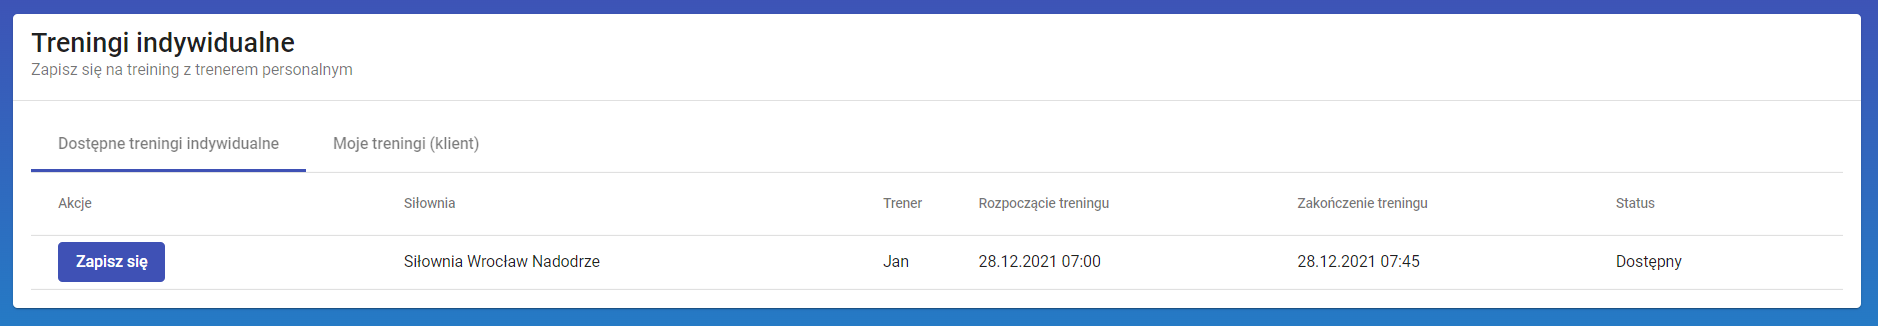 Treningi indywidualne
Zapisz się na treining z trenerem personalnym
Dostępne treningi indywidualne Moje treningi (klient)
Akcje Siłownia Trener Rozpoczącie treningu Zakończenie treningu Status
Zapisz się Siłownia Wrocław Nadodrze Jan 28.12.2021 07:00 28.12.2021 07:45 Dostępny